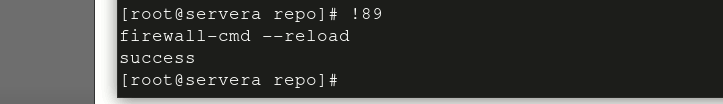 [root@servera repo]# !89
firewall-cmd --reload
success
[root@servera repo]#